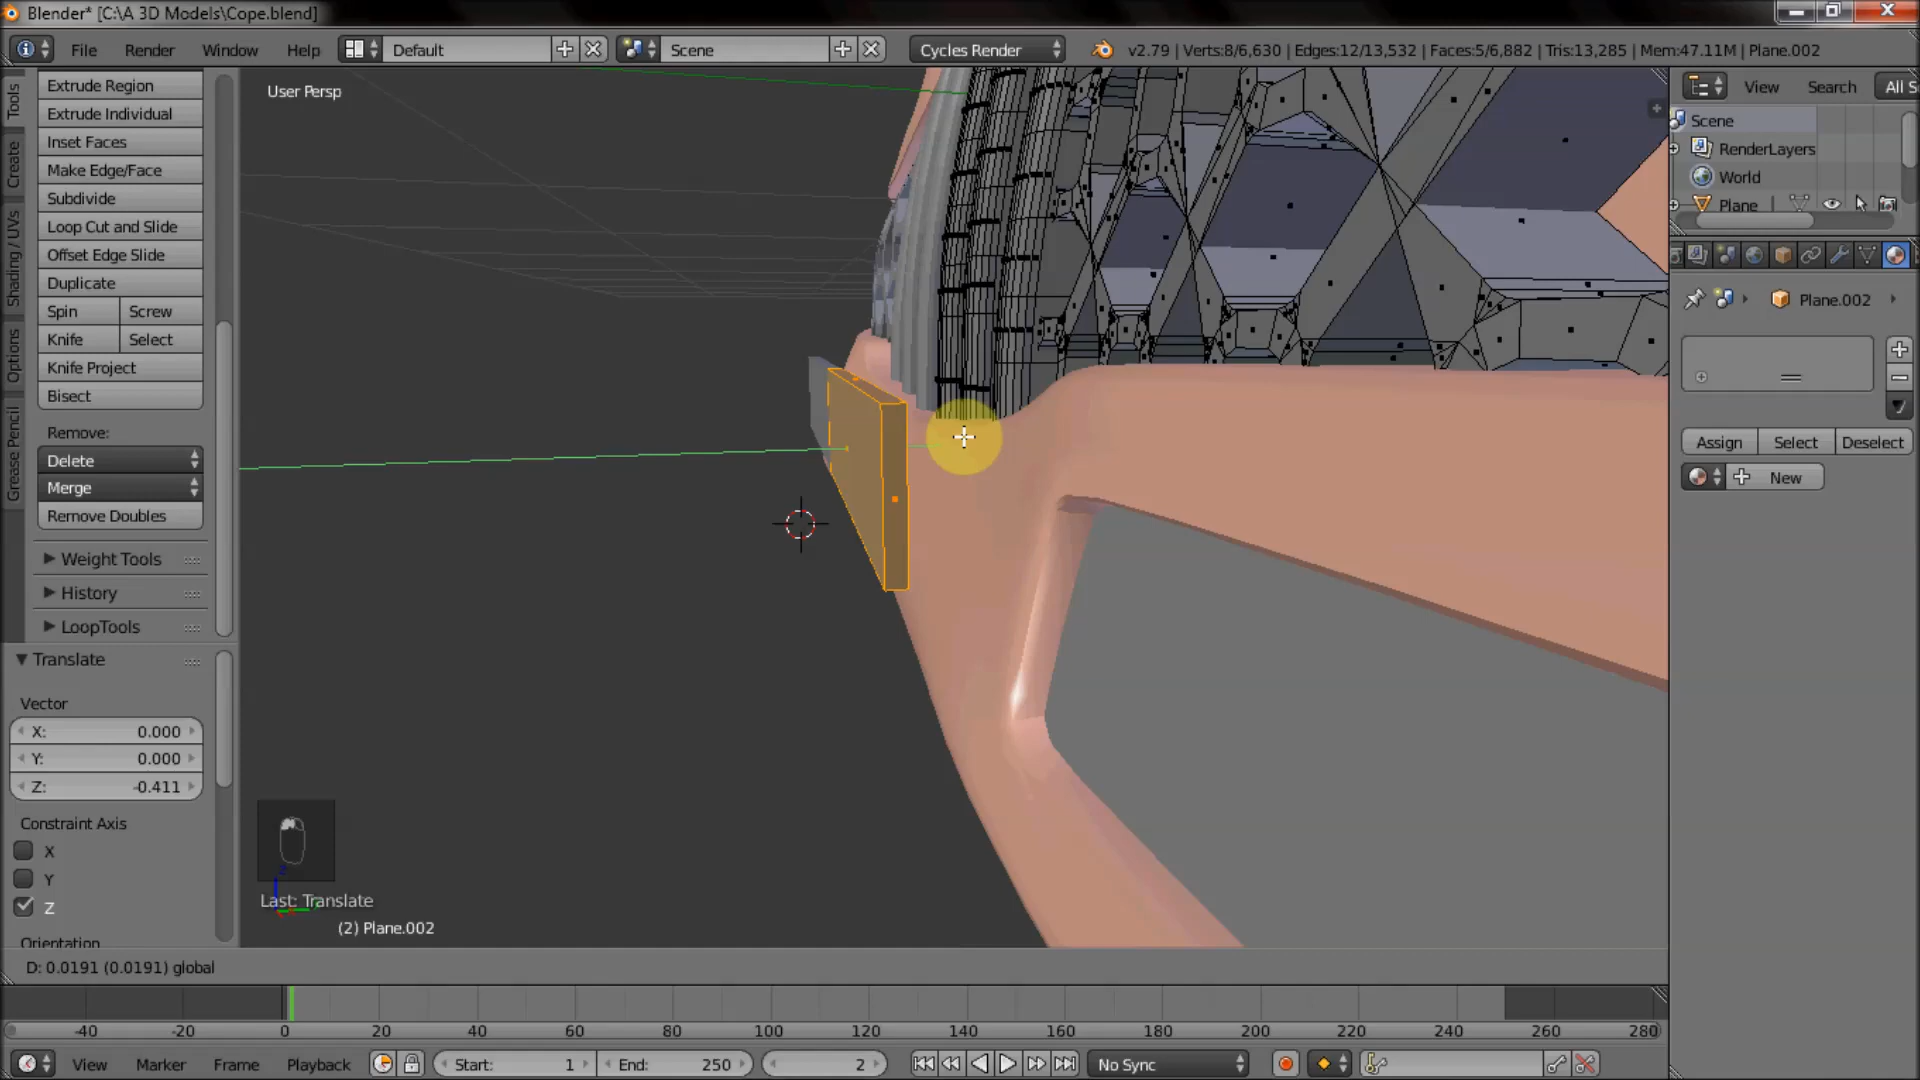 Blender* [C:\A 3D Models\Cope.blend]
File Render Window Help Default Scene Cycles Render v2.79 | Verts:8/6,630 | Edges:12/13,532 | Faces:5/6,882 | Tris:13,285 | Mem:47.11M | Plane.002
Tools
Create
Shading / UVs
Options
Grease Pencil
Extrude Region
Extrude Individual
Inset Faces
Make Edge/Face
Subdivide
Loop Cut and Slide
Offset Edge Slide
Duplicate
Spin Screw
Knife Select
Knife Project
Bisect
Remove:
Delete
Merge
Remove Doubles
Weight Tools
History
LoopTools
Translate
Vector
X: 0.000
Y: 0.000
Z: -0.411
Constraint Axis
X
Y
Z
Orientation
User Persp
Last: Translate
(2) Plane.002
D: 0.0191 (0.0191) global
View Search All S
Scene
RenderLayers
World
Plane
Plane.002
Assign Select Deselect
New
-40 -20 0 20 40 60 80 100 120 140 160 180 200 220 240 260 280
View Marker Frame Playback Start: 1 End: 250 2 No Sync